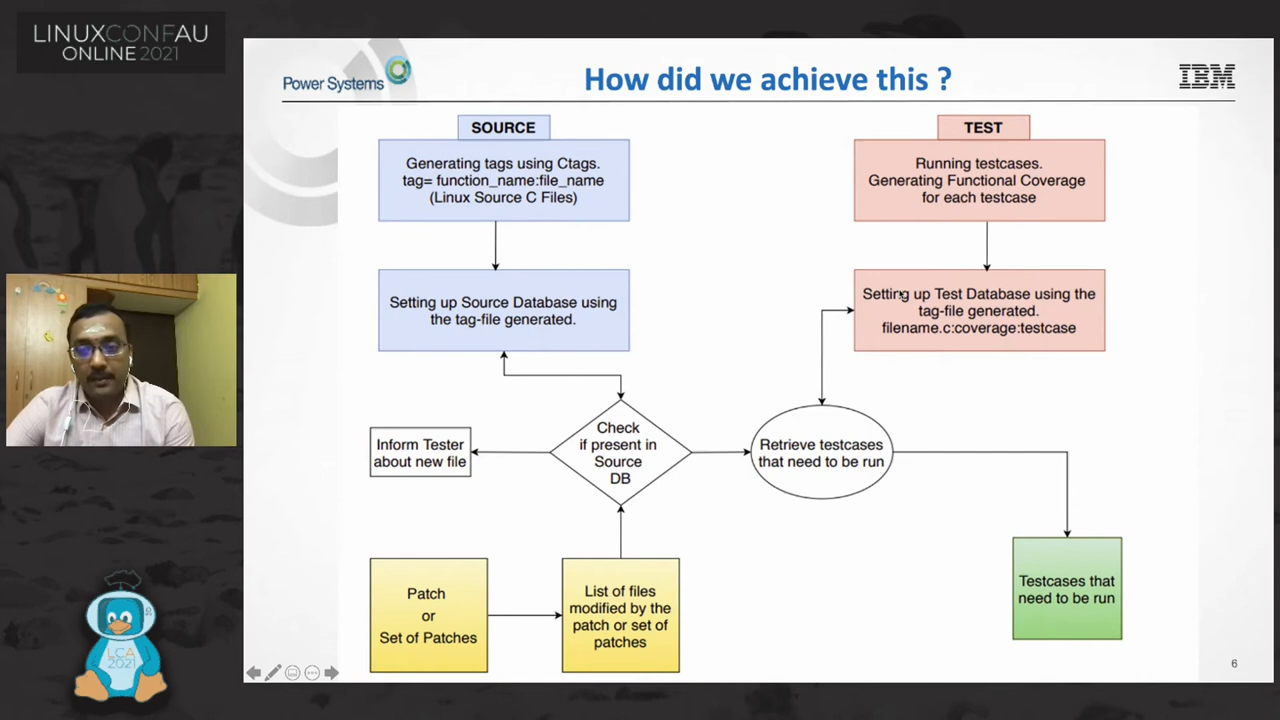 LINUXCONFAU
ONLINE 2021
Power Systems
How did we achieve this ?
IBM
SOURCE
Generating tags using Ctags.
tag= function_name:file_name
(Linux Source C Files)
TEST
Running testcases.
Generating Functional Coverage
for each testcase
Setting up Source Database using
the tag-file generated.
Setting up Test Database using the
tag-file generated.
filename.c:coverage:testcase
Inform Tester
about new file
Check
if present in
Source
DB
Retrieve testcases
that need to be run
Patch
or
Set of Patches
List of files
modified by the
patch or set of
patches
Testcases that
need to be run
LCA
2021
6